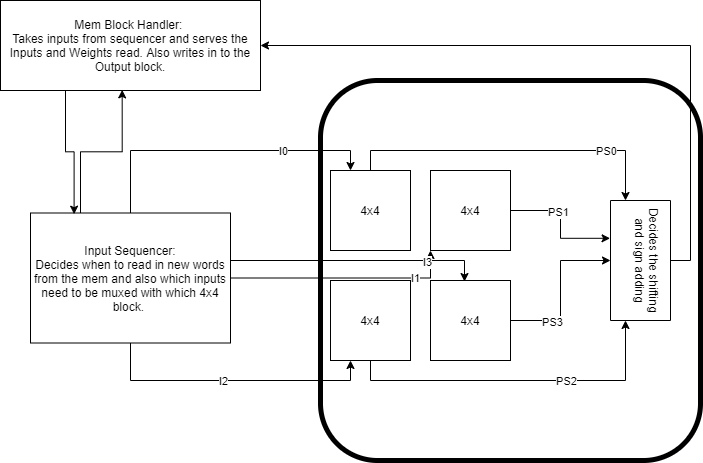 Mem Block Handler:
Takes inputs from sequencer and serves the
Inputs and Weights read. Also writes in to the
Output block.
I0
PS0
4x4
4x4
PS1
Decides the shifting
and sign adding
Input Sequencer:
Decides when to read in new words
from the mem and also which inputs
need to be muxed with which 4x4
block.
I3
I1
4x4
4x4
PS3
I2
PS2